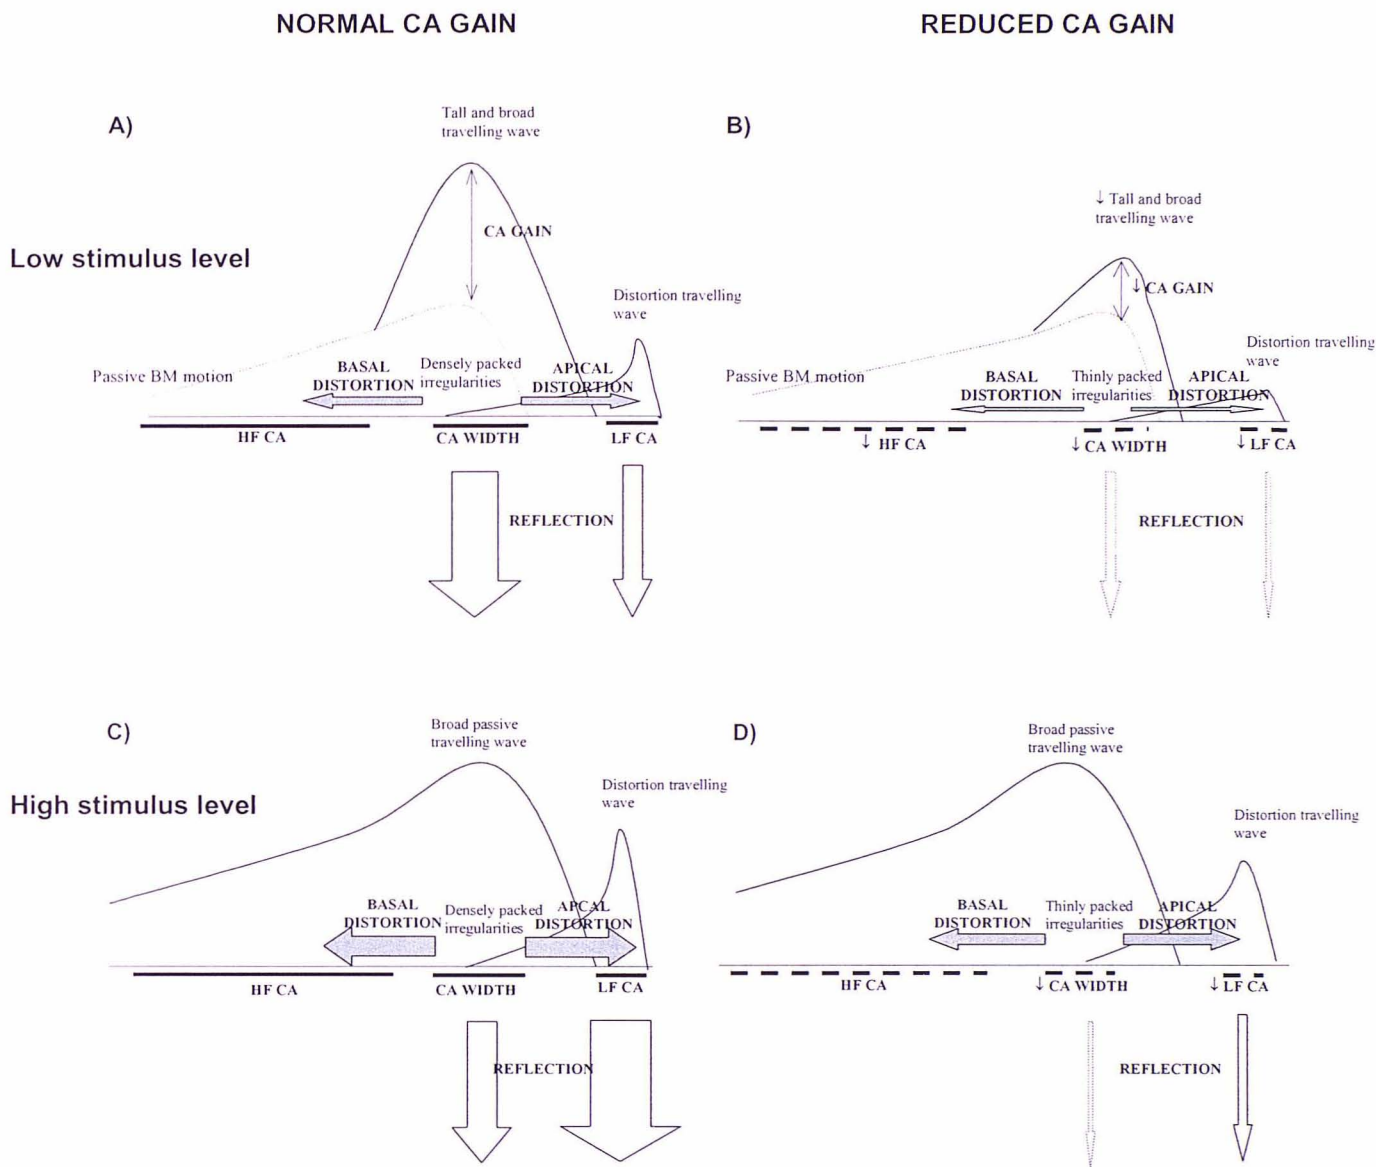 NORMAL CA GAIN
REDUCED CA GAIN
A)
Tall and broad
travelling wave
CA GAIN
Low stimulus level
Distortion travelling
wave
Passive BM motion
BASAL
DISTORTION
Densely packed
irregularities
APICAL
DISTORTION
HF CA
CA WIDTH
LF CA
REFLECTION
B)
↓ Tall and broad
travelling wave
↓ CA GAIN
Distortion travelling
wave
Passive BM motion
BASAL
DISTORTION
Thinly packed
irregularities
APICAL
DISTORTION
↓ HF CA
↓ CA WIDTH
↓ LF CA
REFLECTION
C)
Broad passive
travelling wave
High stimulus level
Distortion travelling
wave
BASAL
DISTORTION
Densely packed
irregularities
APCAL
DISTORTION
HF CA
CA WIDTH
LF CA
REFLECTION
D)
Broad passive
travelling wave
Distortion travelling
wave
BASAL
DISTORTION
Thinly packed
irregularities
APICAL
DISTORTION
HF CA
↓ CA WIDTH
↓ LF CA
REFLECTION